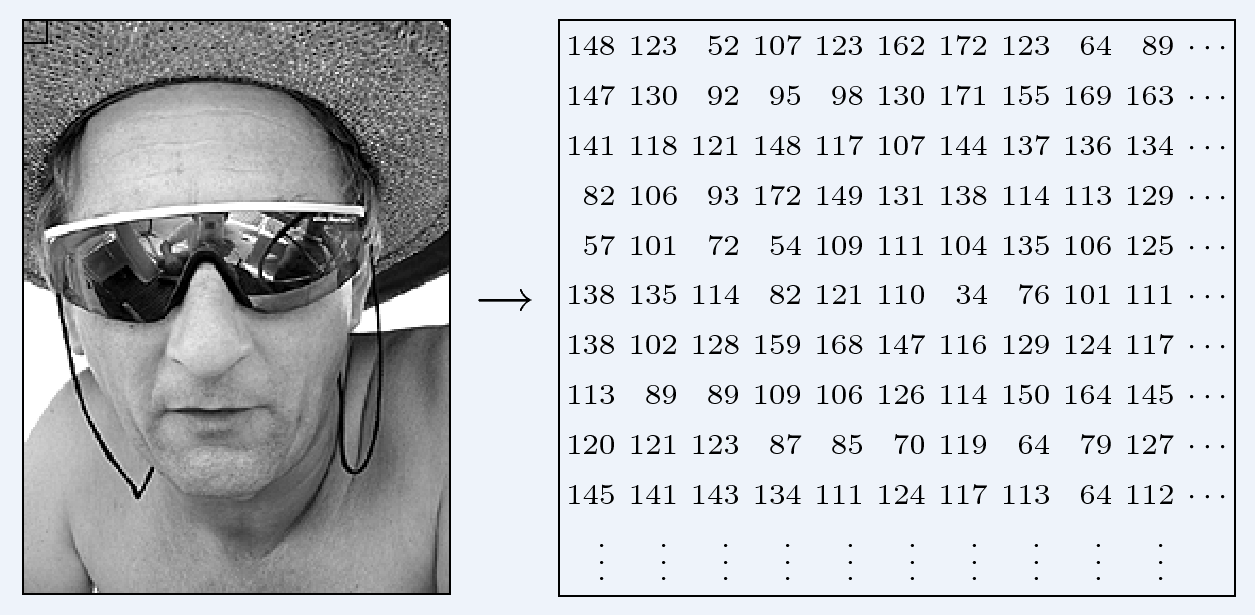 148 123 52 107 123 162 172 123 64 89 ···
147 130 92 95 98 130 171 155 169 163 ···
141 118 121 148 117 107 144 137 136 134 ···
82 106 93 172 149 131 138 114 113 129 ···
57 101 72 54 109 111 104 135 106 125 ···
138 135 114 82 121 110 34 76 101 111 ···
138 102 128 159 168 147 116 129 124 117 ···
113 89 89 109 106 126 114 150 164 145 ···
120 121 123 87 85 70 119 64 79 127 ···
145 141 143 134 111 124 117 113 64 112 ···
⋮ ⋮ ⋮ ⋮ ⋮ ⋮ ⋮ ⋮ ⋮ ⋮